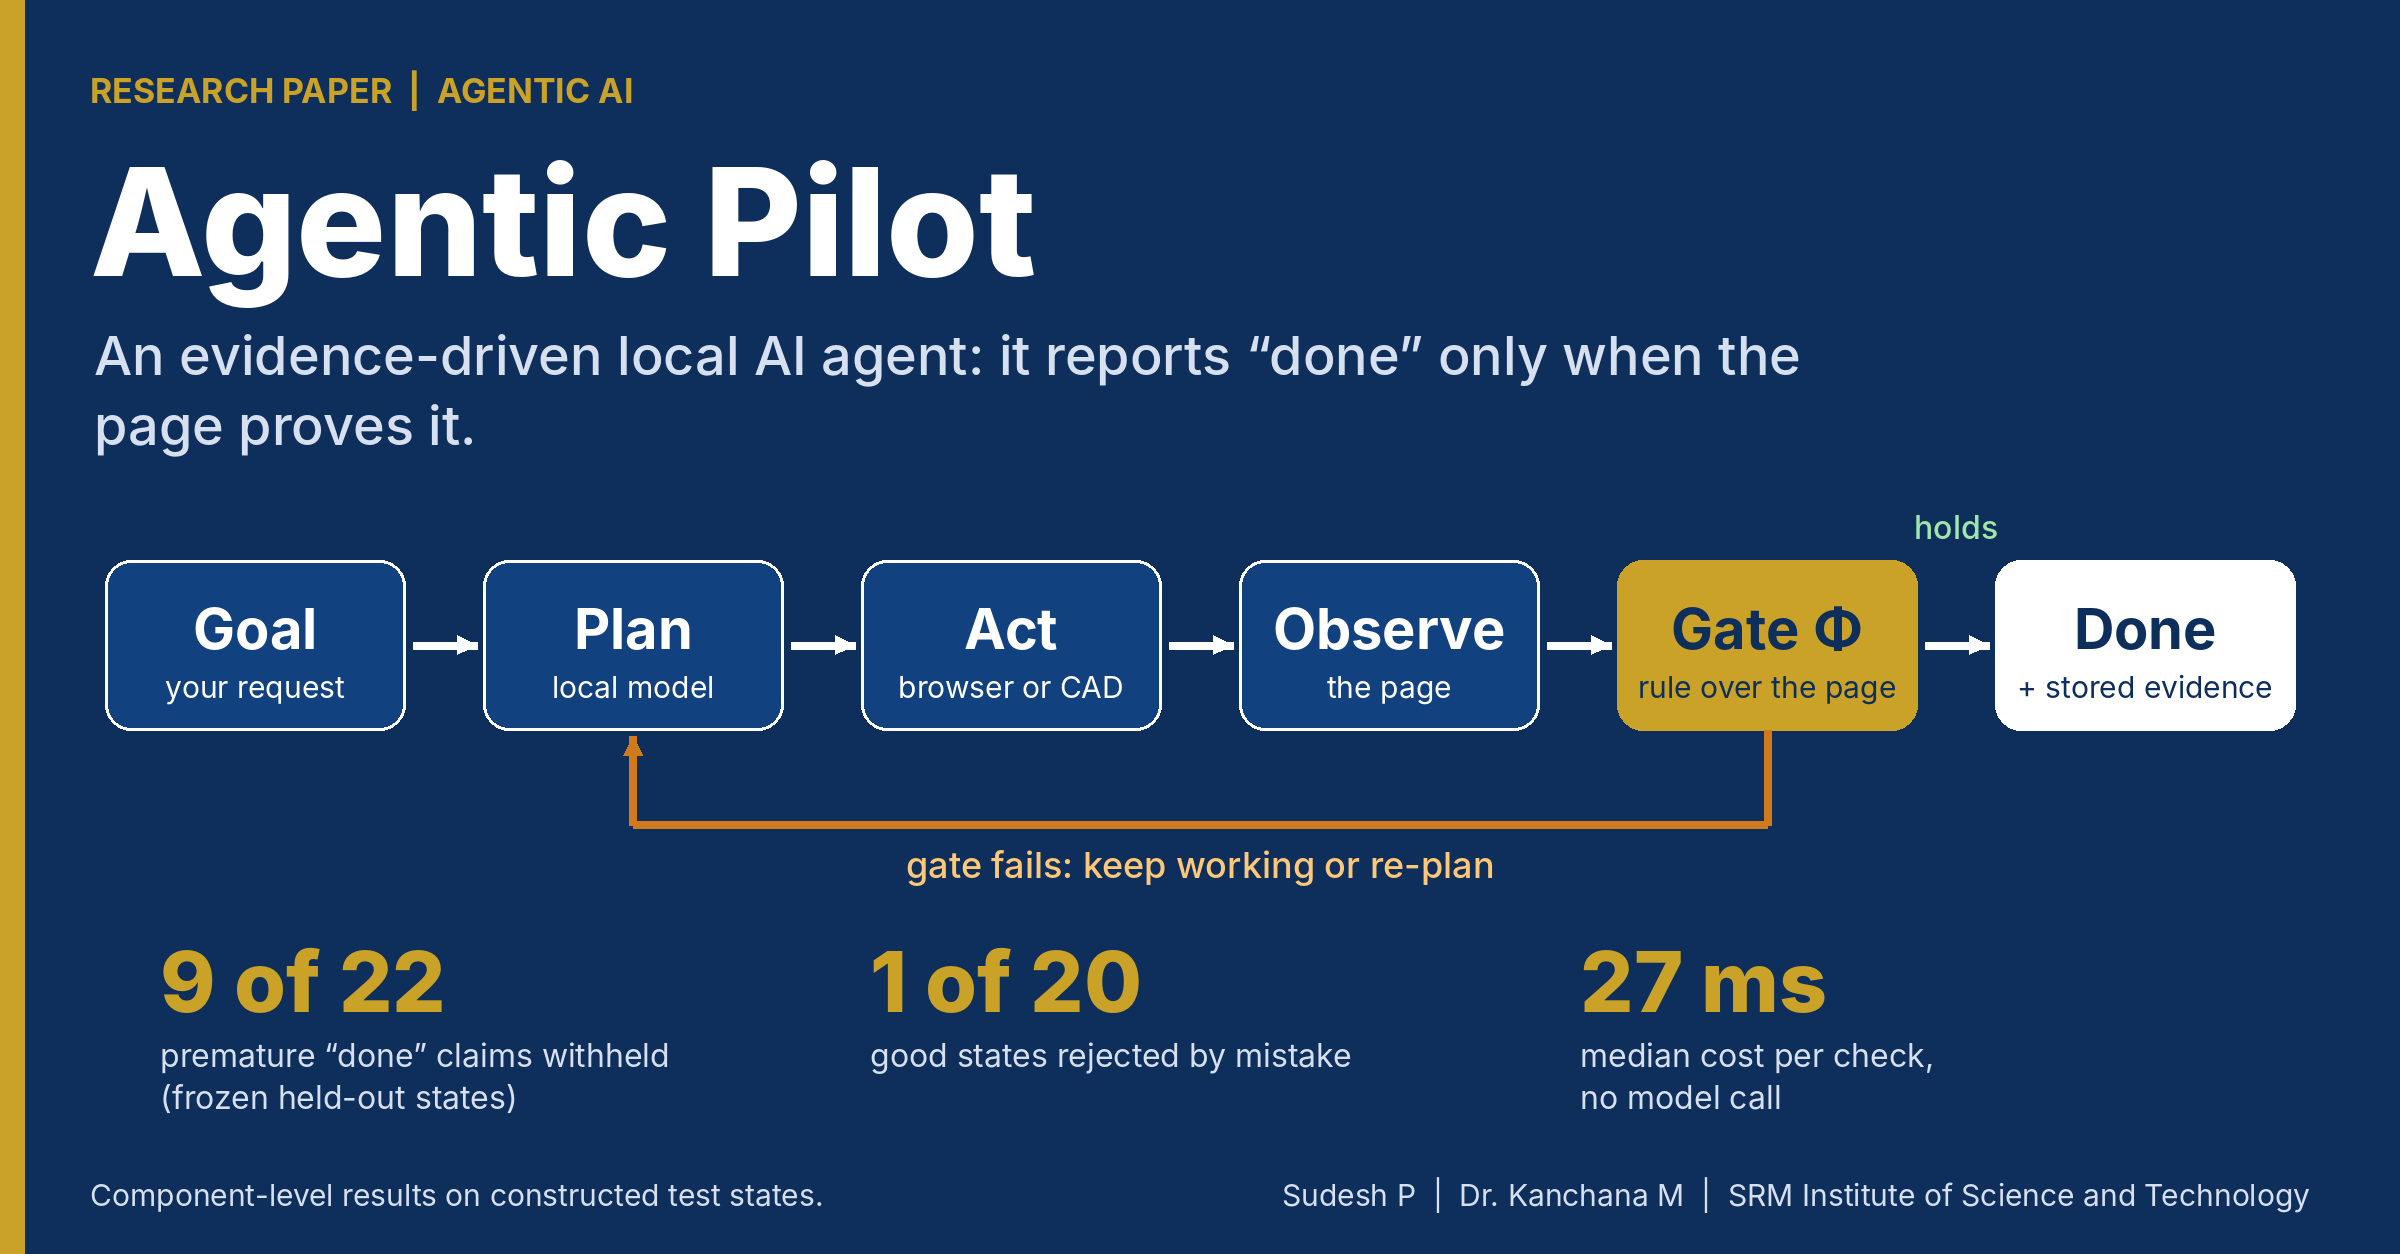 RESEARCH PAPER | AGENTIC AI
Agentic Pilot
An evidence-driven local AI agent: it reports “done” only when the
page proves it.
holds
Goal
your request
Plan
local model
Act
browser or CAD
Observe
the page
Gate Φ
rule over the page
Done
+ stored evidence
gate fails: keep working or re-plan
9 of 22
premature “done” claims withheld
(frozen held-out states)
1 of 20
good states rejected by mistake
27 ms
median cost per check,
no model call
Component-level results on constructed test states.
Sudesh P | Dr. Kanchana M | SRM Institute of Science and Technology